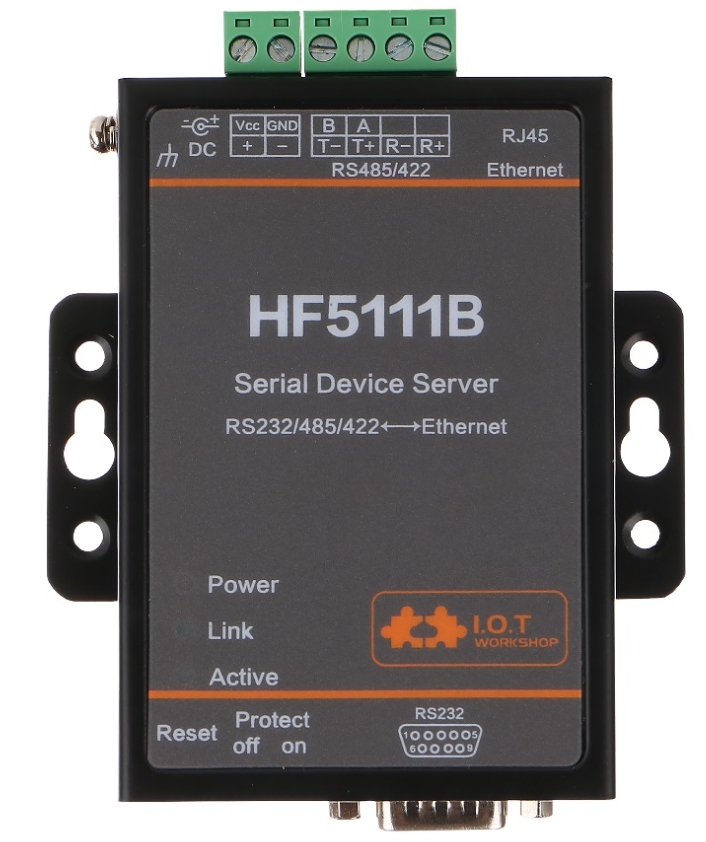 Vcc GND B A RJ45
DC + − T− T+ R− R+
RS485/422 Ethernet
HF5111B
Serial Device Server
RS232/485/422⟷Ethernet
Power
Link
Active
I.O.T
WORKSHOP
Reset Protect
off on
RS232
1 5
6 9